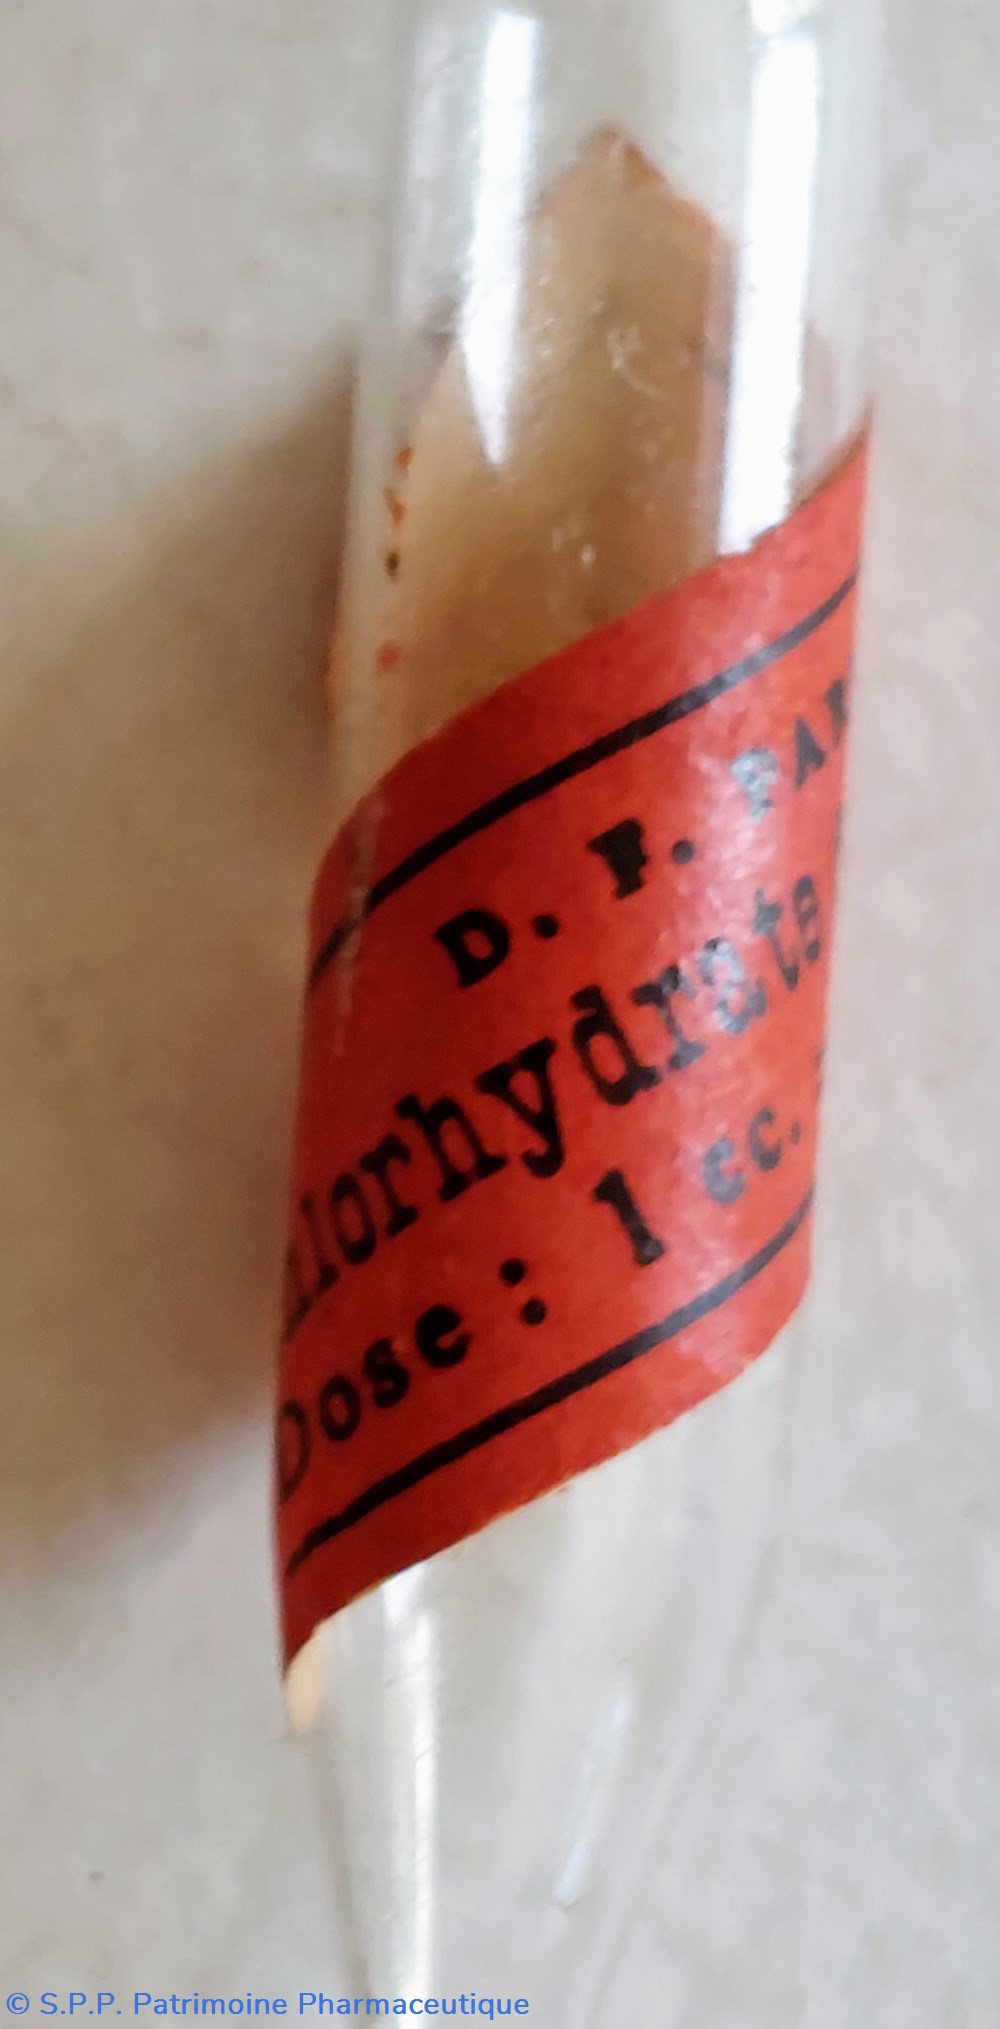 D. F. PAR
hlorhydrate
Dose : 1 cc.
© S.P.P. Patrimoine Pharmaceutique